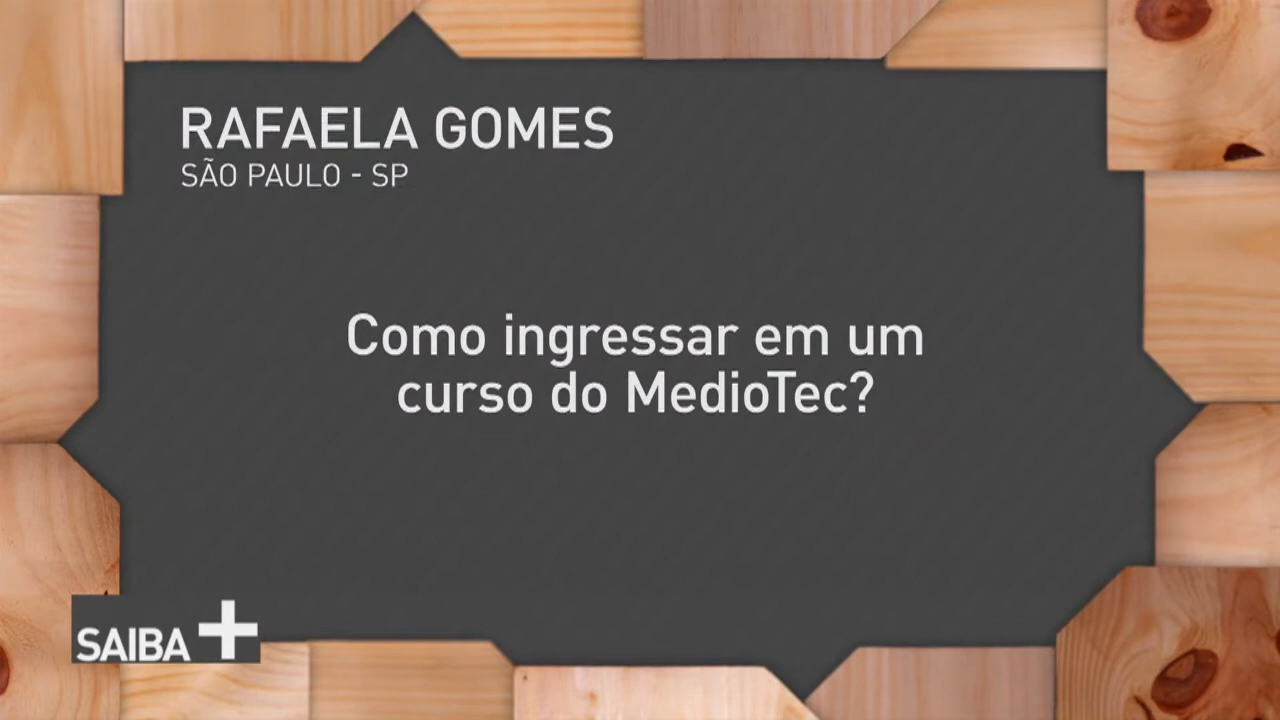 RAFAELA GOMES
SÃO PAULO - SP
Como ingressar em um
curso do MedioTec?
SAIBA +